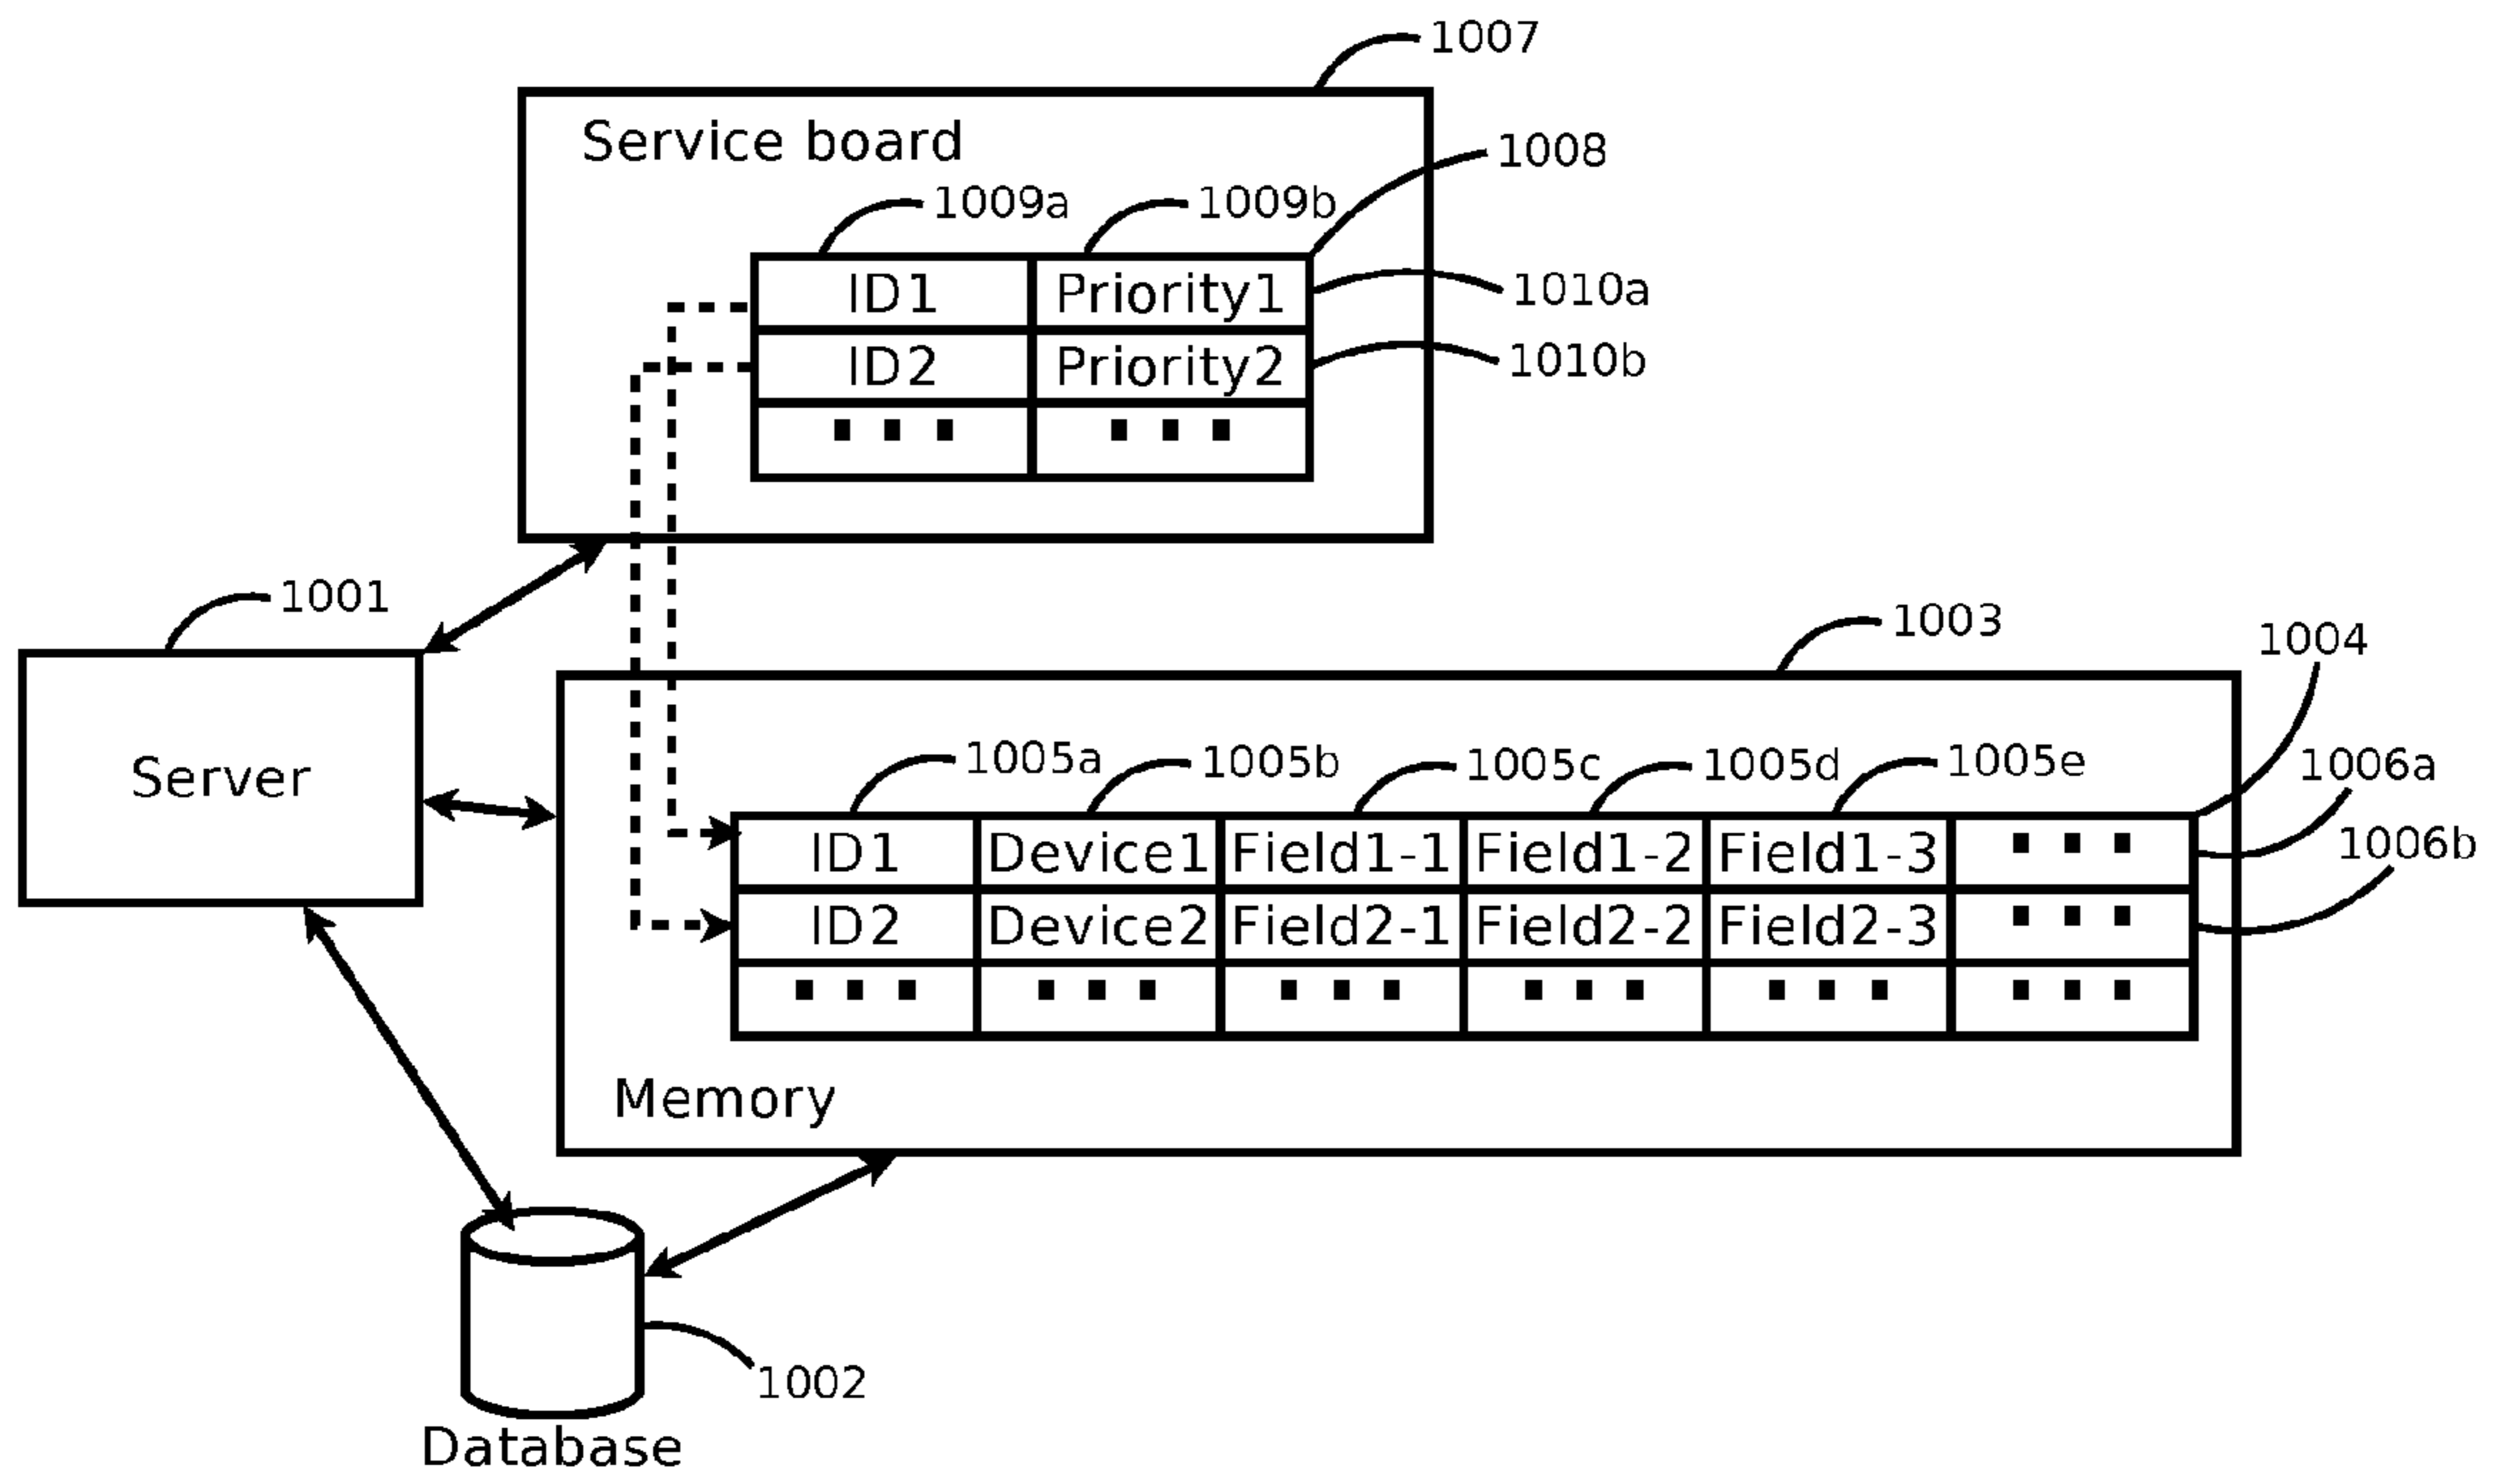 1007
Service board
1008
1009a 1009b
ID1 Priority1 1010a
ID2 Priority2 1010b
... ...
1001
1003
1004
Server
1005a 1005b 1005c 1005d 1005e 1006a
ID1 Device1 Field1-1 Field1-2 Field1-3 ... 1006b
ID2 Device2 Field2-1 Field2-2 Field2-3 ...
... ... ... ... ... ...
Memory
1002
Database